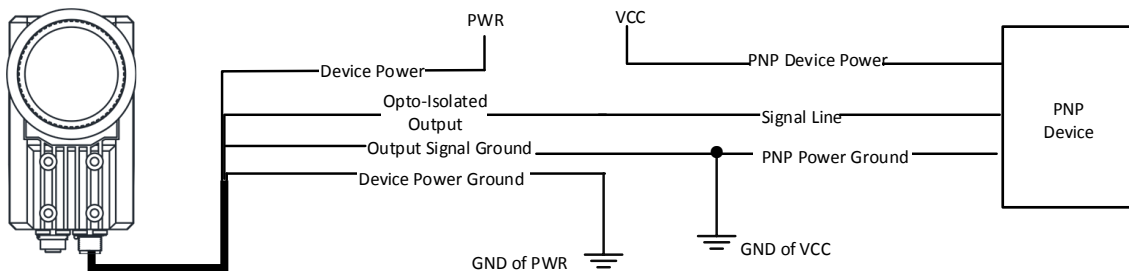 PWR
VCC
Device Power
PNP Device Power
Opto-Isolated
Output
Signal Line
PNP
Device
Output Signal Ground
PNP Power Ground
Device Power Ground
GND of PWR
GND of VCC